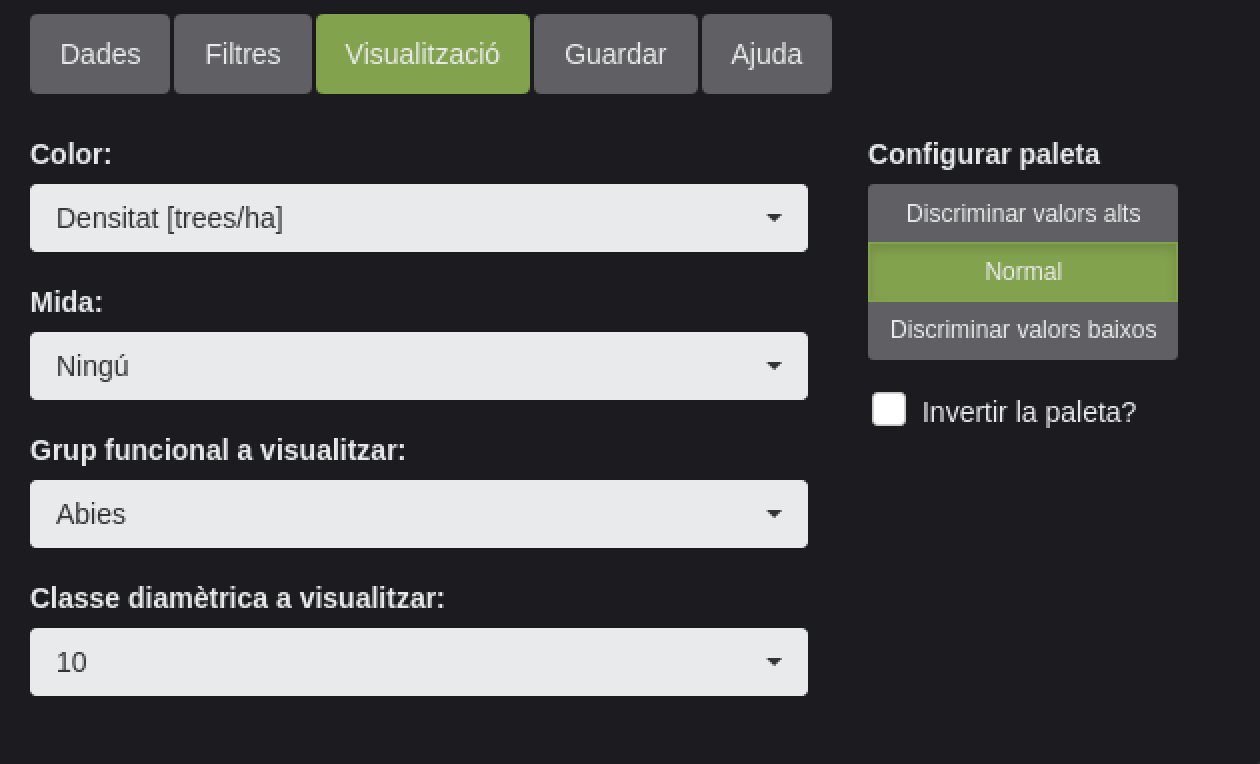 Dades Filtres Visualització Guardar Ajuda
Color:
Densitat [trees/ha]
Mida:
Ningú
Grup funcional a visualitzar:
Abies
Classe diamètrica a visualitzar:
10
Configurar paleta
Discriminar valors alts
Normal
Discriminar valors baixos
Invertir la paleta?